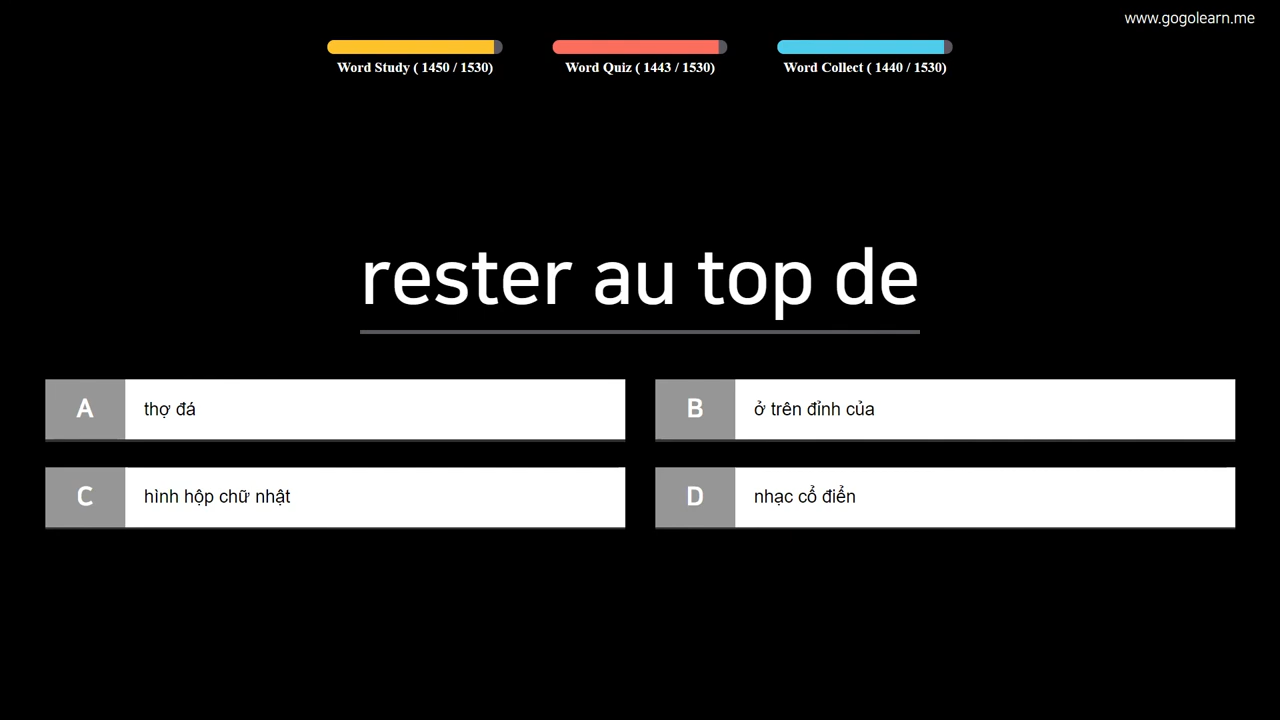 www.gogolearn.me
Word Study ( 1450 / 1530)
Word Quiz ( 1443 / 1530)
Word Collect ( 1440 / 1530)
rester au top de
A
thợ đá
B
ở trên đỉnh của
C
hình hộp chữ nhật
D
nhạc cổ điển